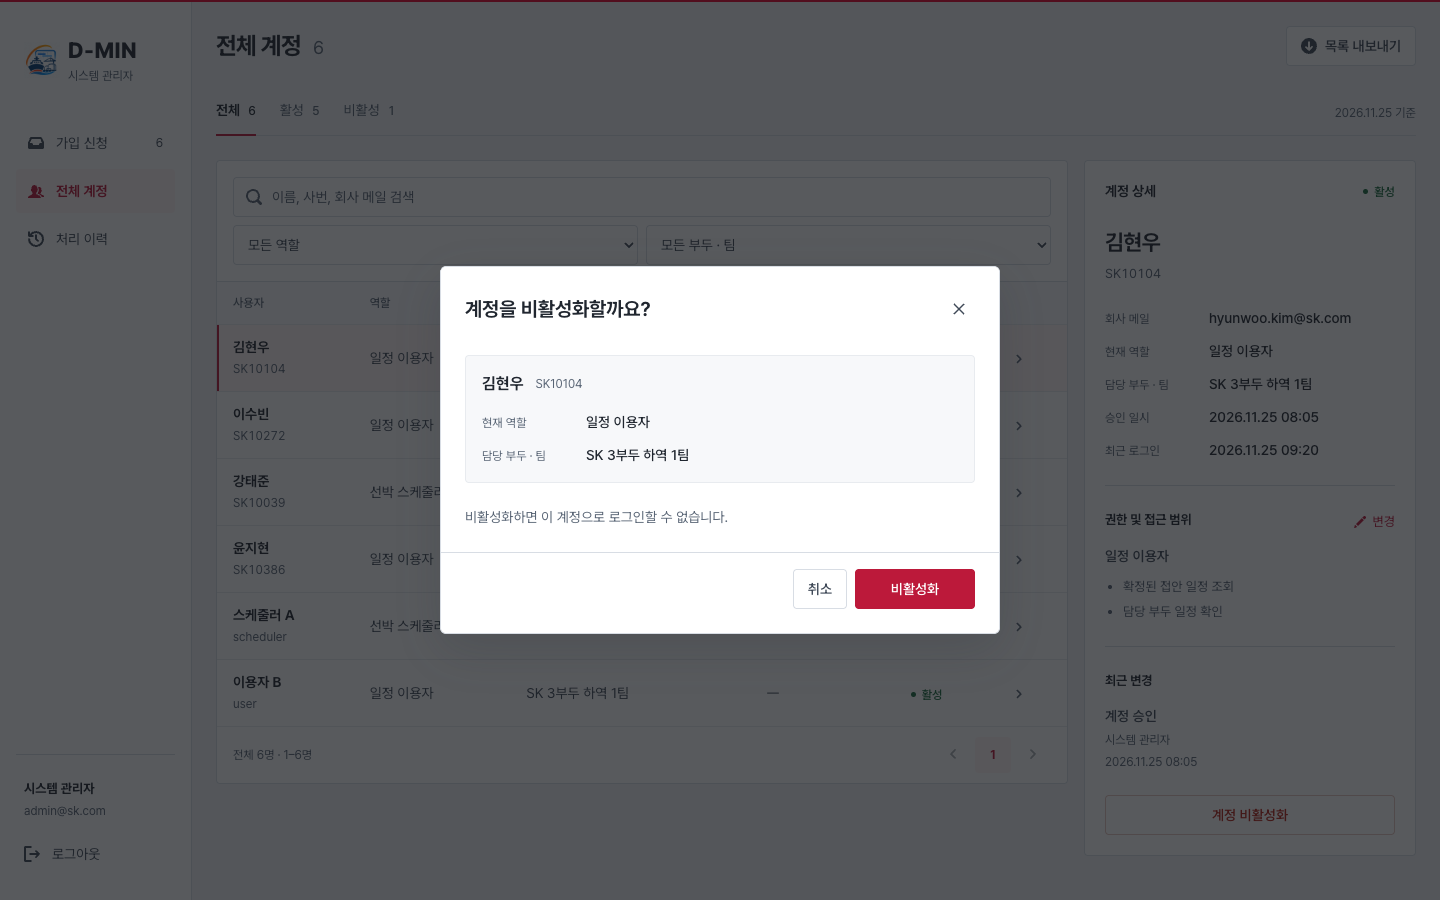 D-MIN
시스템 관리자
가입 신청 6
전체 계정
처리 이력
시스템 관리자
admin@sk.com
로그아웃
전체 계정 6
목록 내보내기
전체 6 활성 5 비활성 1
2026.11.25 기준
이름, 사번, 회사 메일 검색
모든 역할
모든 부두 · 팀
사용자 역할
김현우
SK10104
일정 이용자
이수빈
SK10272
일정 이용자
강태준
SK10039
선박 스케줄러
윤지현
SK10386
일정 이용자
스케줄러 A
scheduler
선박 스케줄러
이용자 B
user
일정 이용자
SK 3부두 하역 1팀
—
활성
전체 6명 · 1–6명
1
계정을 비활성화할까요?
김현우 SK10104
현재 역할 일정 이용자
담당 부두 · 팀 SK 3부두 하역 1팀
비활성화하면 이 계정으로 로그인할 수 없습니다.
취소
비활성화
계정 상세
활성
김현우
SK10104
회사 메일 hyunwoo.kim@sk.com
현재 역할 일정 이용자
담당 부두 · 팀 SK 3부두 하역 1팀
승인 일시 2026.11.25 08:05
최근 로그인 2026.11.25 09:20
권한 및 접근 범위
변경
일정 이용자
확정된 접안 일정 조회
담당 부두 일정 확인
최근 변경
계정 승인
시스템 관리자
2026.11.25 08:05
계정 비활성화